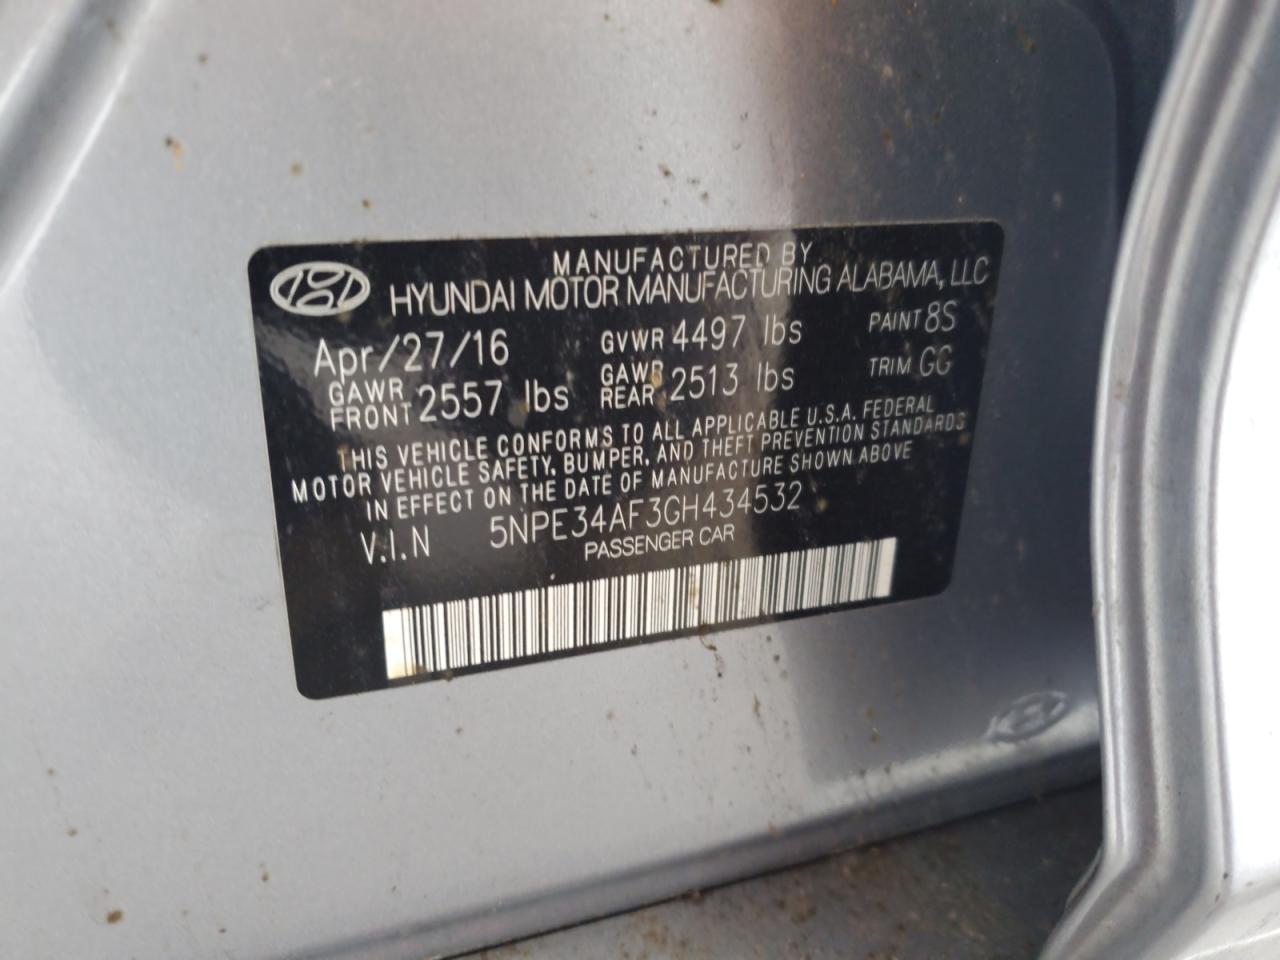 MANUFACTURED BY
HYUNDAI MOTOR MANUFACTURING ALABAMA, LLC
Apr/27/16 GVWR 4497 lbs PAINT 8S
GAWR FRONT 2557 lbs GAWR REAR 2513 lbs TRIM GG
THIS VEHICLE CONFORMS TO ALL APPLICABLE U.S.A. FEDERAL
MOTOR VEHICLE SAFETY, BUMPER, AND THEFT PREVENTION STANDARDS
IN EFFECT ON THE DATE OF MANUFACTURE SHOWN ABOVE
V.I.N 5NPE34AF3GH434532
PASSENGER CAR